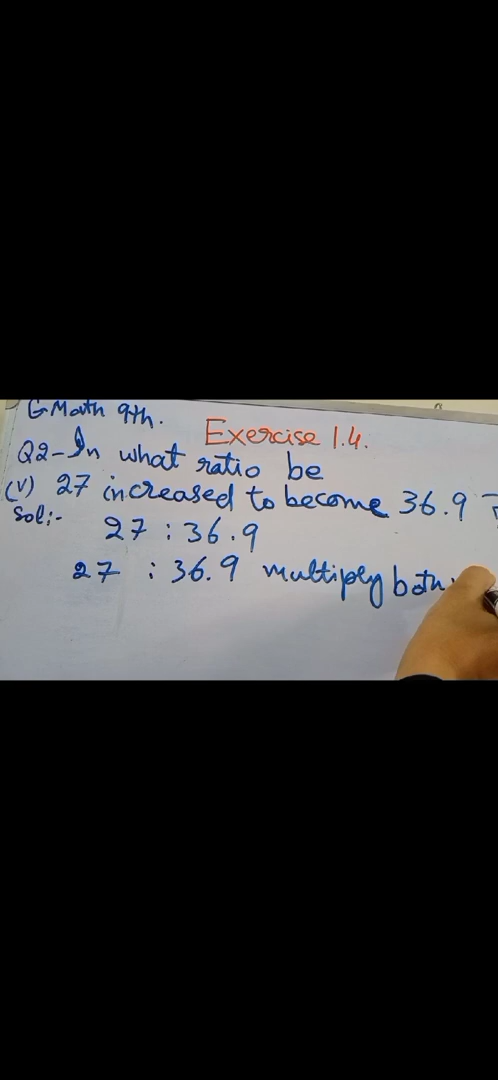 G Math 9th.
Exercise 1.4.
Q2- In what ratio be
(v) 27 increased to become 36.9
Sol:-
27 : 36.9
27 : 36.9 multiply both